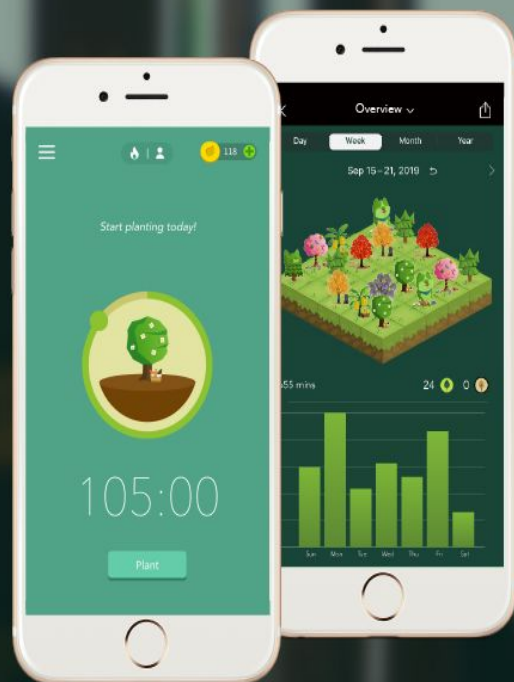 118
Start planting today!
105:00
Plant
Overview
Day Week Month Year
Sep 15-21, 2019
mins
24 0
Sun Mon Tue Wed Thu Fri Sat